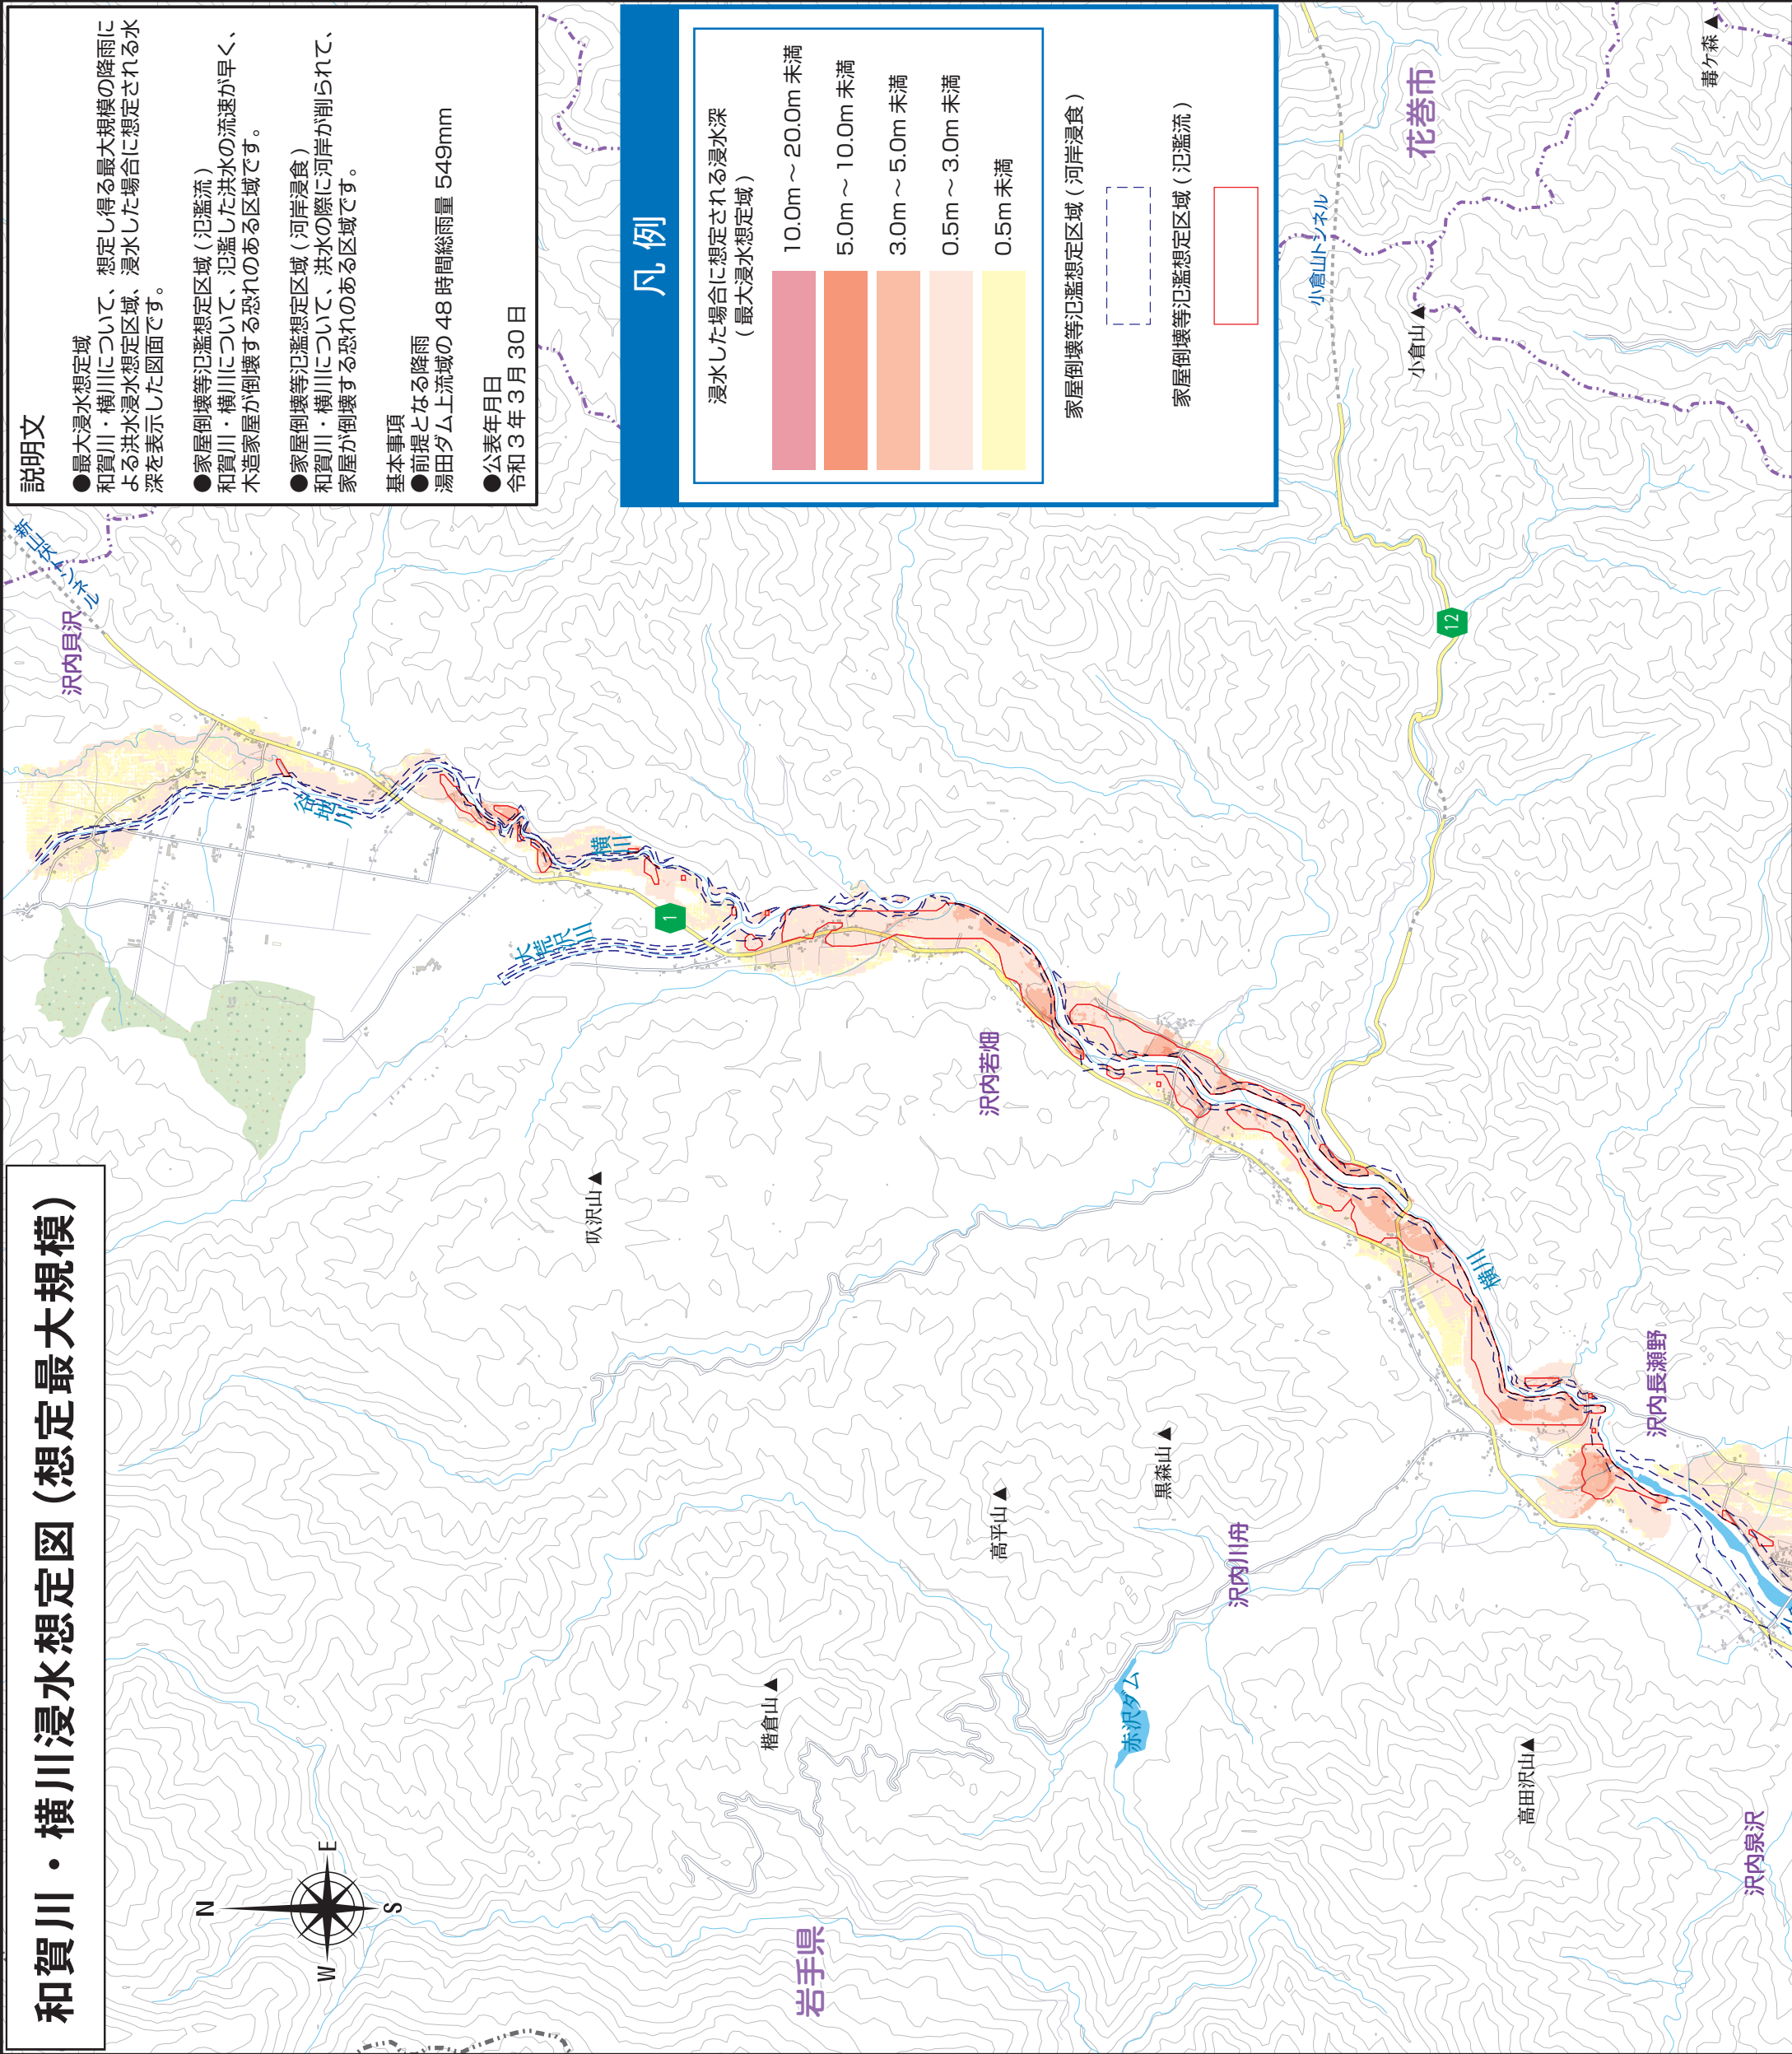 和賀川・横川浸水想定図（想定最大規模）
説明文
●最大浸水想定域
和賀川・横川について、想定し得る最大規模の降雨に
よる洪水浸水想定区域、浸水した場合に想定される水
深を表示した図面です。
●家屋倒壊等氾濫想定区域（氾濫流）
和賀川・横川について、氾濫した洪水の流速が早く、
木造家屋が倒壊する恐れのある区域です。
●家屋倒壊等氾濫想定区域（河岸浸食）
和賀川・横川について、洪水の際に河岸が削られて、
家屋が倒壊する恐れのある区域です。
基本事項
●前提となる降雨
湯田ダム上流域の 48 時間総雨量 549mm
●公表年月日
令和 3 年 3 月 30 日
凡 例
浸水した場合に想定される浸水深
（最大浸水想定域）
10.0m ～ 20.0m 未満
5.0m ～ 10.0m 未満
3.0m ～ 5.0m 未満
0.5m ～ 3.0m 未満
0.5m 未満
家屋倒壊等氾濫想定区域（河岸浸食）
家屋倒壊等氾濫想定区域（氾濫流）
N
E
S
W
新山伏トンネル
沢内貝沢
谷地川
横川
大荒沢川
1
沢内若畑
小倉山トンネル
花巻市
毒ケ森
小倉山
12
高平山
黒森山
楢倉山
沢内川舟
赤沢ダム
横川
沢内長瀬野
高田沢山
沢内泉沢
岩手県